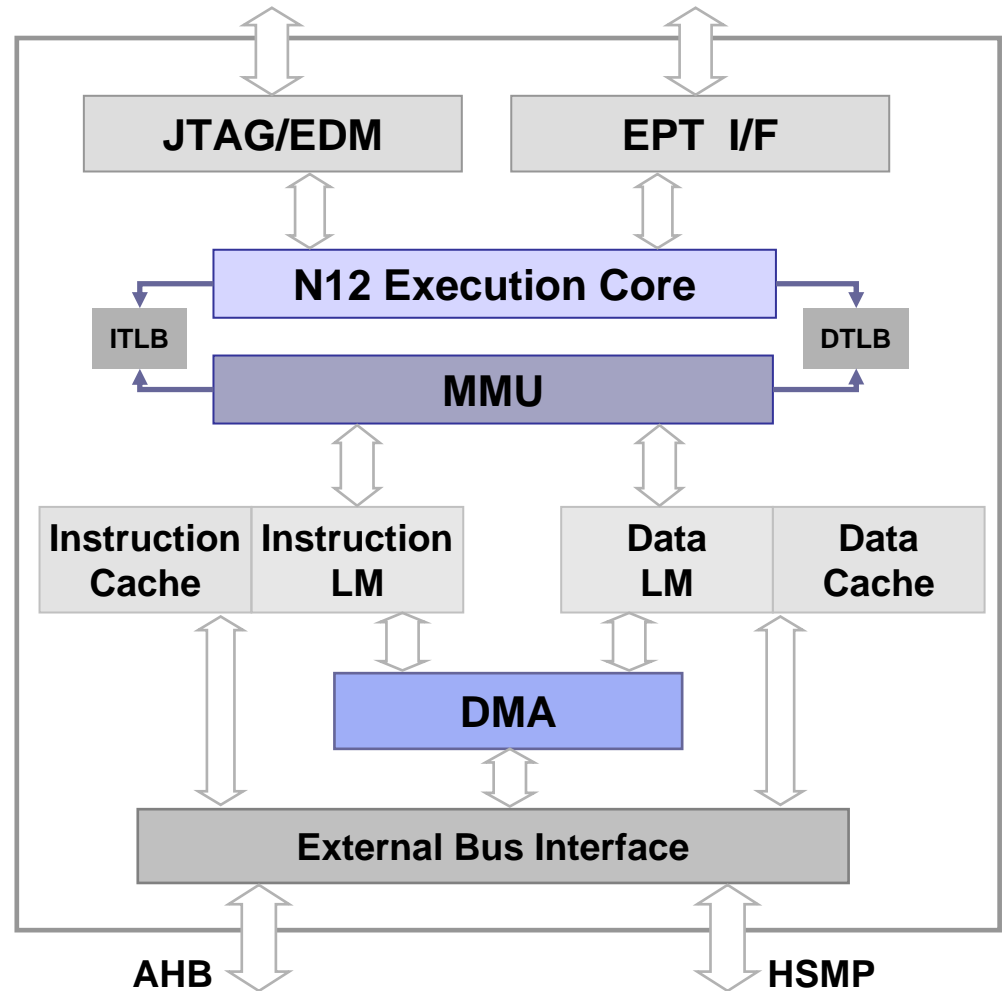 JTAG/EDM
EPT I/F
N12 Execution Core
ITLB
DTLB
MMU
Instruction
Cache
Instruction
LM
Data
LM
Data
Cache
DMA
External Bus Interface
AHB
HSMP